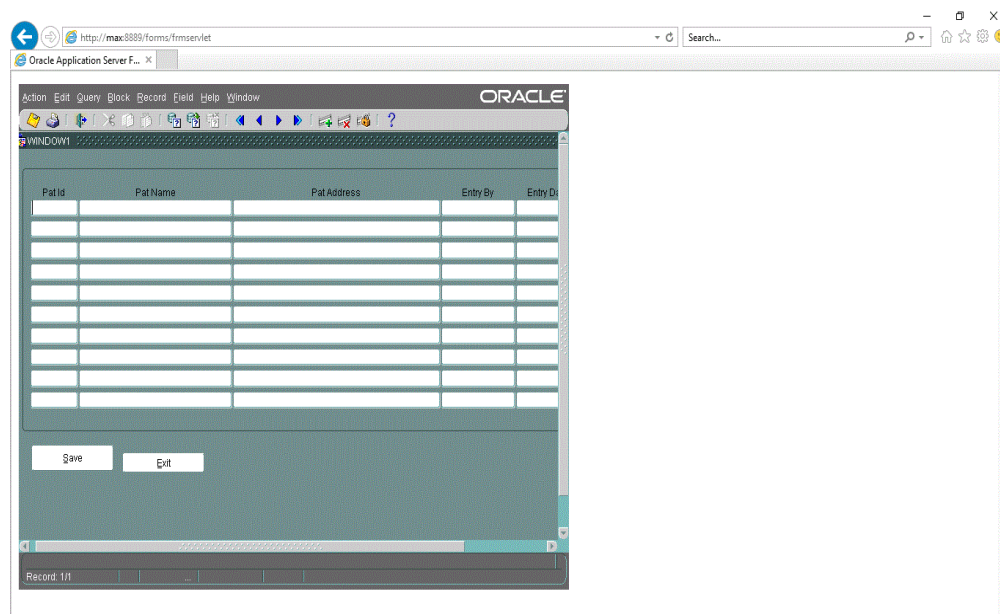 http://max:8889/forms/frmservlet
Search...
Oracle Application Server F...
Action Edit Query Block Record Field Help Window
ORACLE
WINDOW1
Pat Id Pat Name Pat Address Entry By Entry Da
Save
Exit
Record: 1/1
...